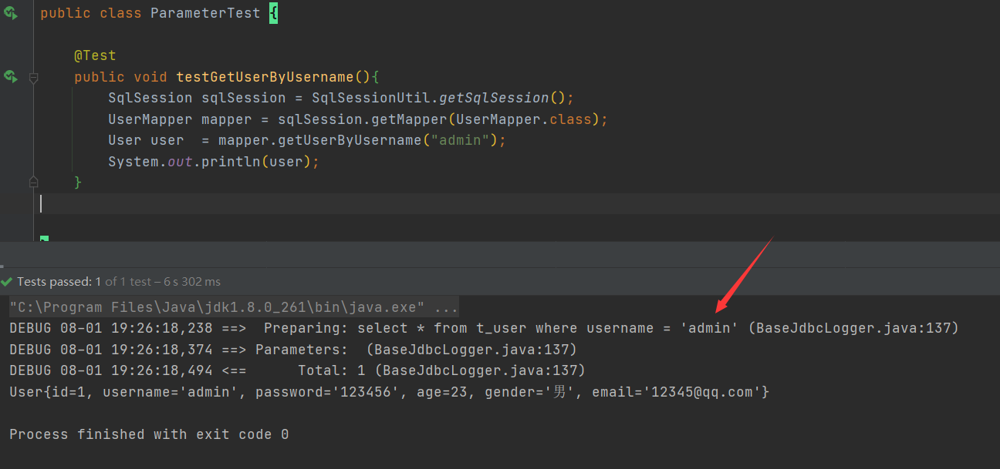 public class ParameterTest {
@Test
public void testGetUserByUsername(){
SqlSession sqlSession = SqlSessionUtil.getSqlSession();
UserMapper mapper = sqlSession.getMapper(UserMapper.class);
User user  = mapper.getUserByUsername("admin");
System.out.println(user);
}
Tests passed: 1 of 1 test – 6 s 302 ms
"C:\Program Files\Java\jdk1.8.0_261\bin\java.exe" ...
DEBUG 08-01 19:26:18,238 ==>  Preparing: select * from t_user where username = 'admin' (BaseJdbcLogger.java:137)
DEBUG 08-01 19:26:18,374 ==> Parameters:  (BaseJdbcLogger.java:137)
DEBUG 08-01 19:26:18,494 <==      Total: 1 (BaseJdbcLogger.java:137)
User{id=1, username='admin', password='123456', age=23, gender='男', email='12345@qq.com'}
Process finished with exit code 0